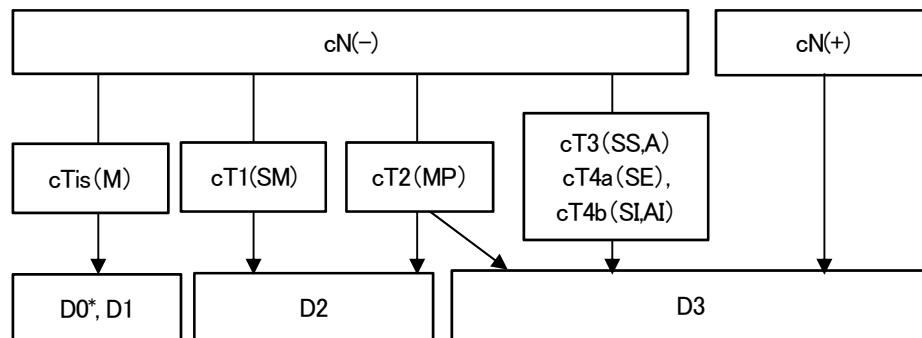 cN(-)
cN(+)
cTis(M)
cT1(SM)
cT2(MP)
cT3(SS,A)
cT4a(SE),
cT4b(SI,AI)
D0*, D1
D2
D3